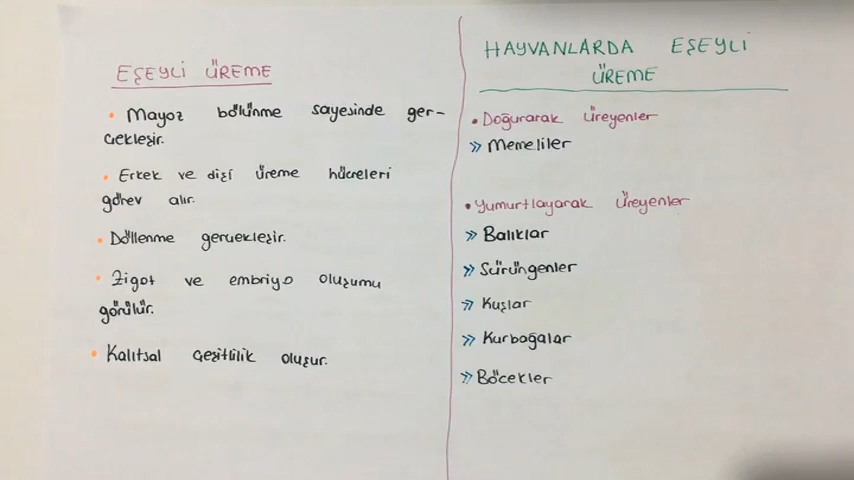 EŞEYLİ ÜREME
• Mayoz bölünme sayesinde ger-
çekleşir.
• Erkek ve dişi üreme hücreleri
görev alır.
• Döllenme gerçekleşir.
• Zigot ve embriyo oluşumu
görülür.
• Kalıtsal çeşitlilik oluşur.
HAYVANLARDA EŞEYLİ
ÜREME
• Doğurarak üreyenler
» Memeliler
• Yumurtlayarak üreyenler
» Balıklar
» Sürüngenler
» Kuşlar
» Kurbağalar
» Böcekler